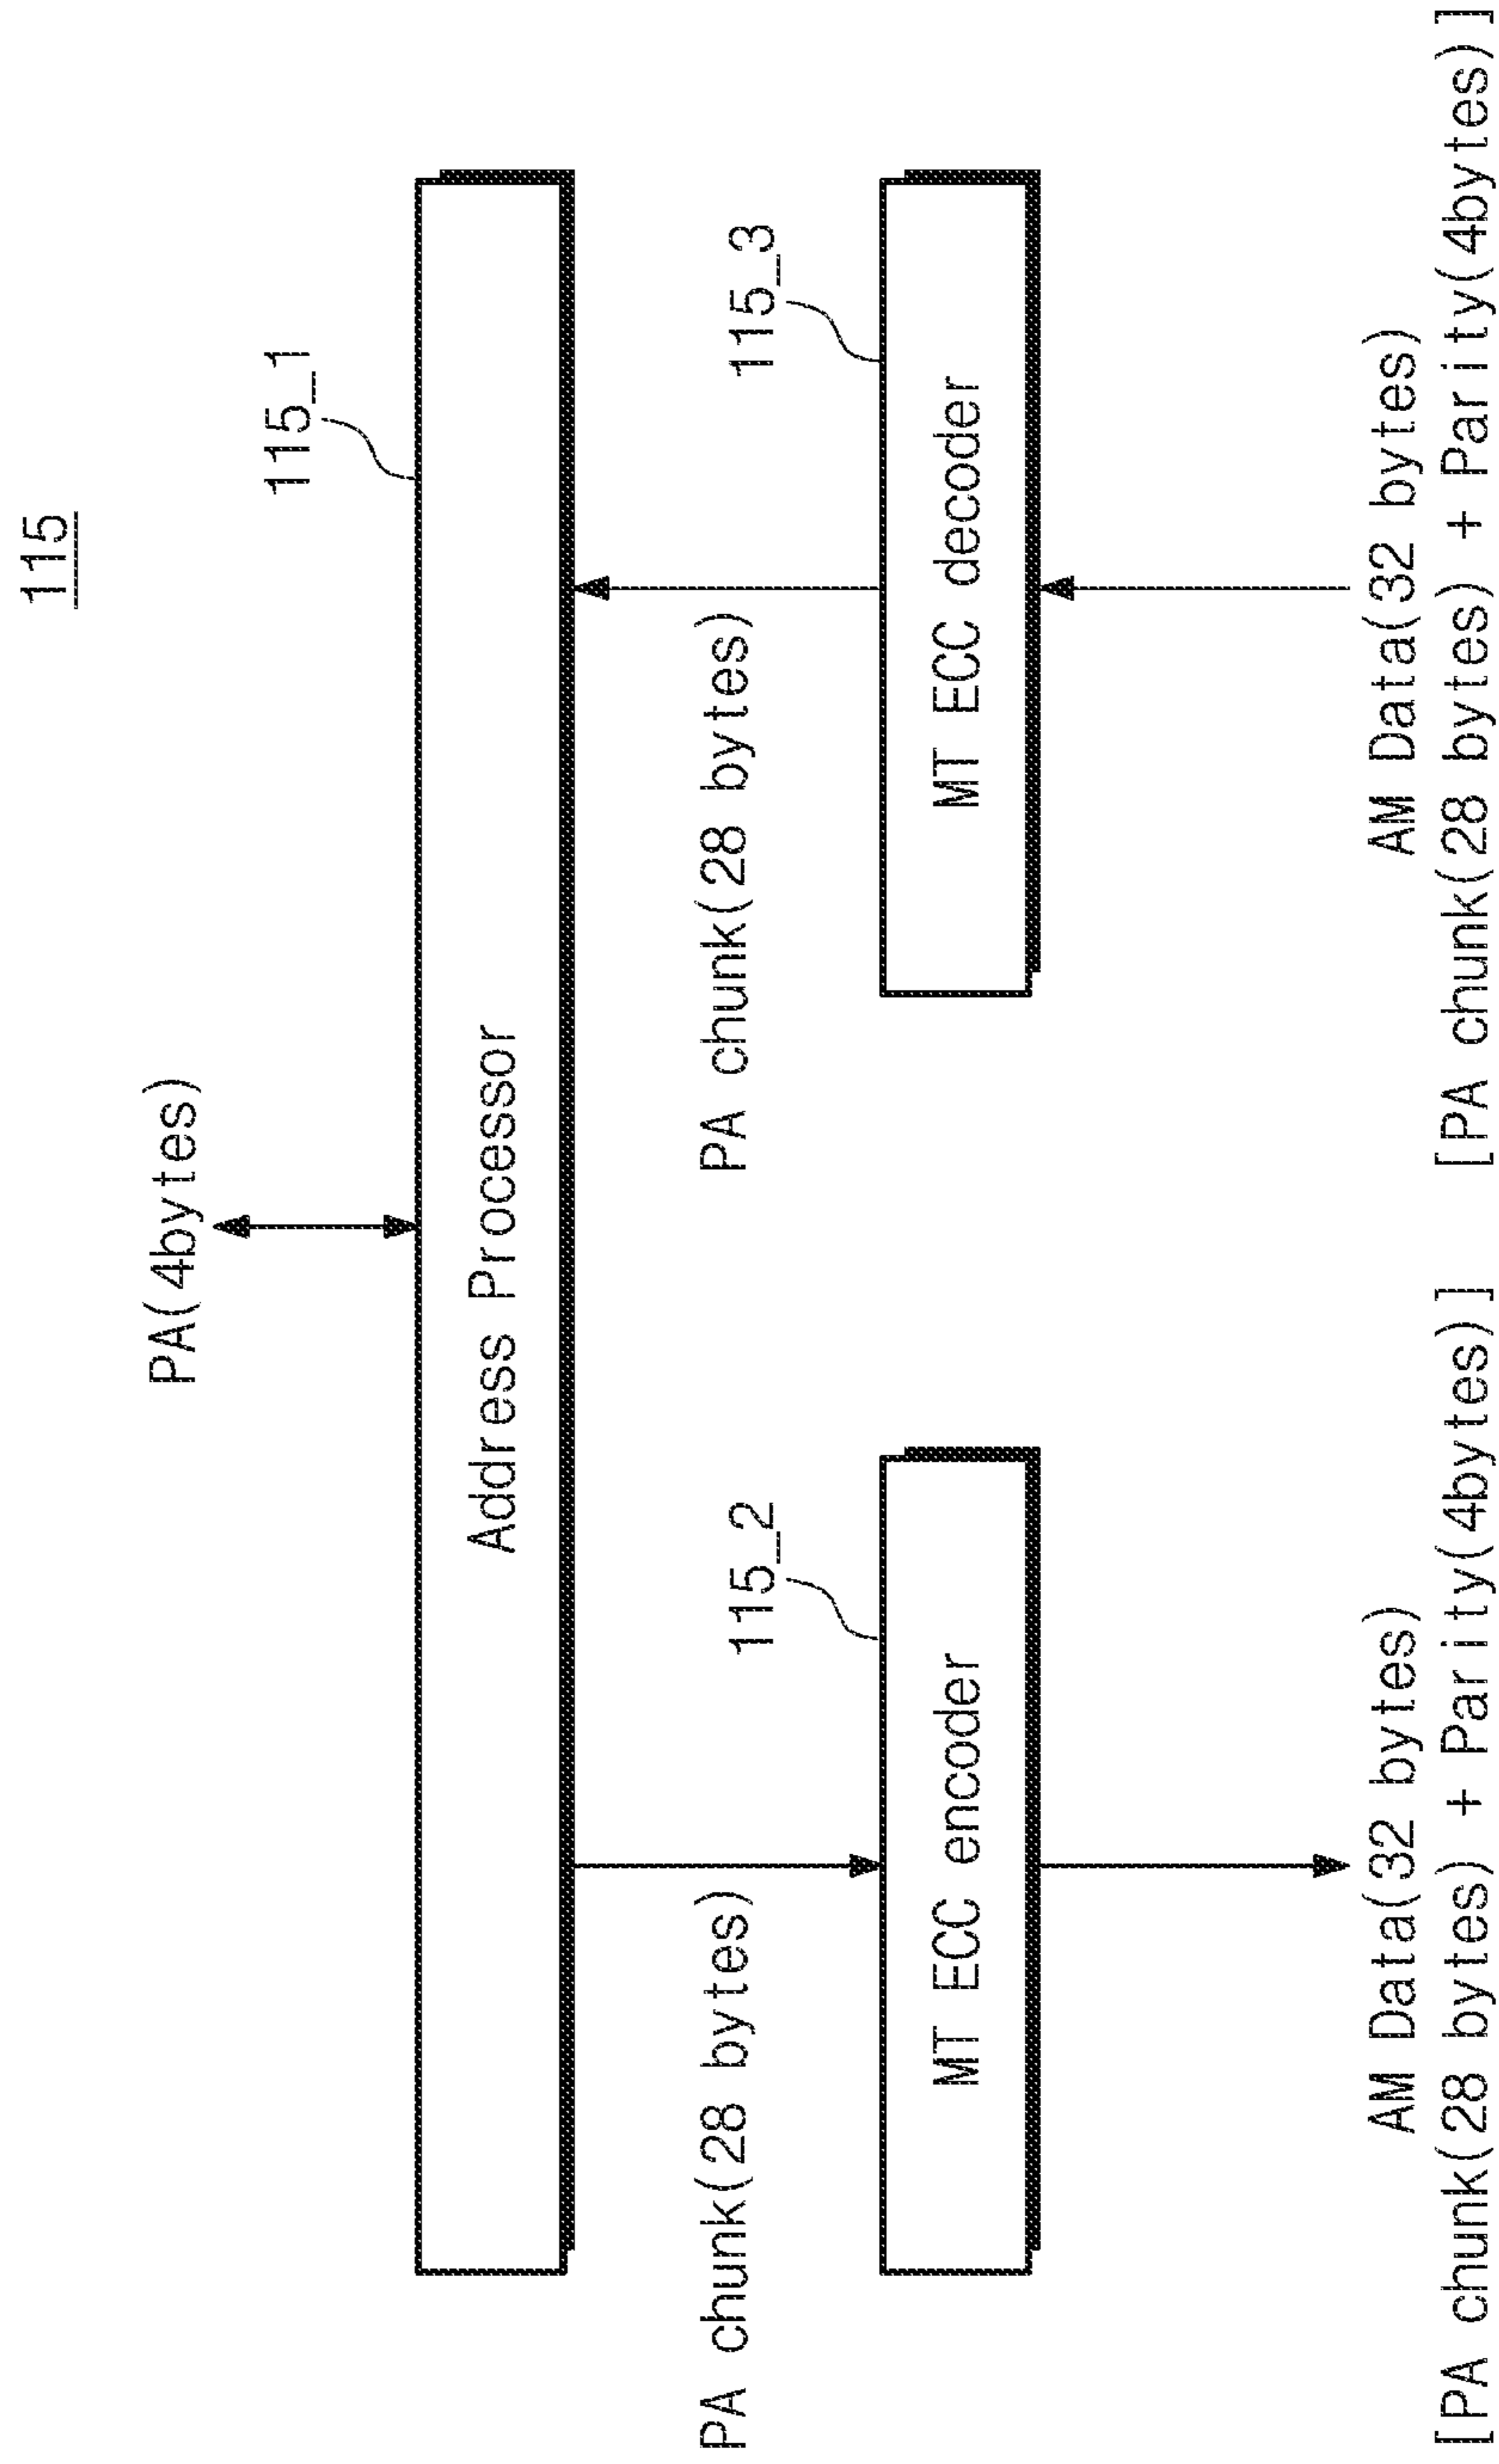 115
PA(4bytes)
115_1
Address Processor
PA chunk(28 bytes)
115_2
PA chunk(28 bytes)
115_3
MT ECC encoder
MT ECC decoder
AM Data(32 bytes)
[PA chunk(28 bytes) + Parity(4bytes)]
AM Data(32 bytes)
[PA chunk(28 bytes) + Parity(4bytes)]